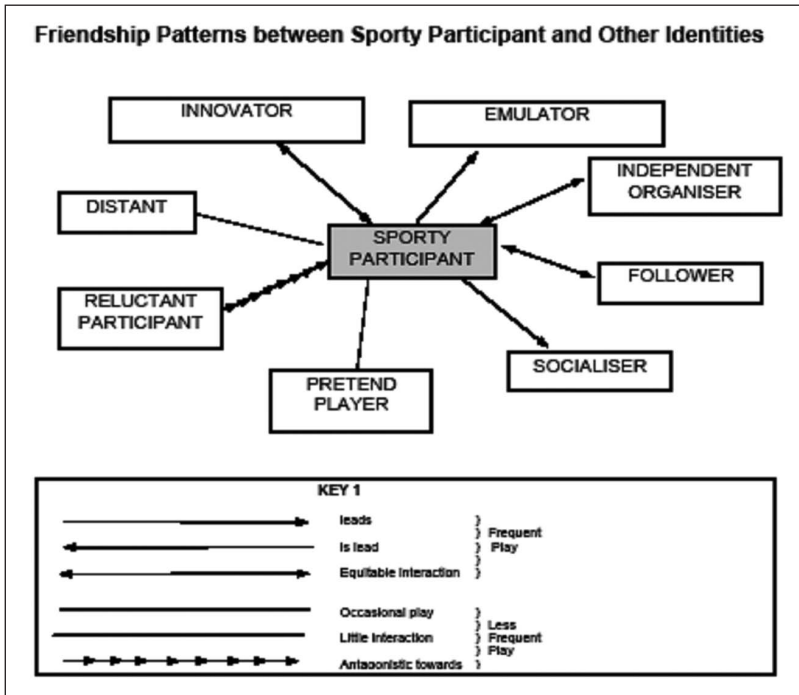 Friendship Patterns between Sporty Participant and Other Identities
INNOVATOR
EMULATOR
INDEPENDENT
ORGANISER
DISTANT
SPORTY
PARTICIPANT
FOLLOWER
RELUCTANT
PARTICIPANT
SOCIALISER
PRETEND
PLAYER
KEY 1
leads }
} Frequent
Is lead } Play
}
Equitable Interaction }
Occasional play }
} Less
Little Interaction } Frequent
} Play
Antagonistic towards }